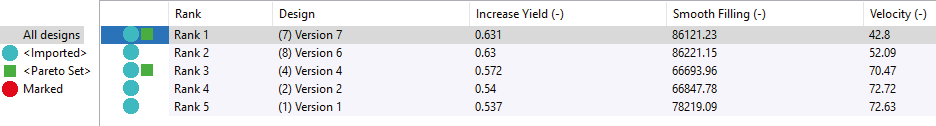 Rank Design Increase Yield (-) Smooth Filling (-) Velocity (-)
All designs Rank 1 (7) Version 7 0.631 86121.23 42.8
<Imported> Rank 2 (8) Version 6 0.63 86221.15 52.09
<Pareto Set> Rank 3 (4) Version 4 0.572 66693.96 70.47
Marked Rank 4 (2) Version 2 0.54 66847.78 72.72
Rank 5 (1) Version 1 0.537 78219.09 72.63